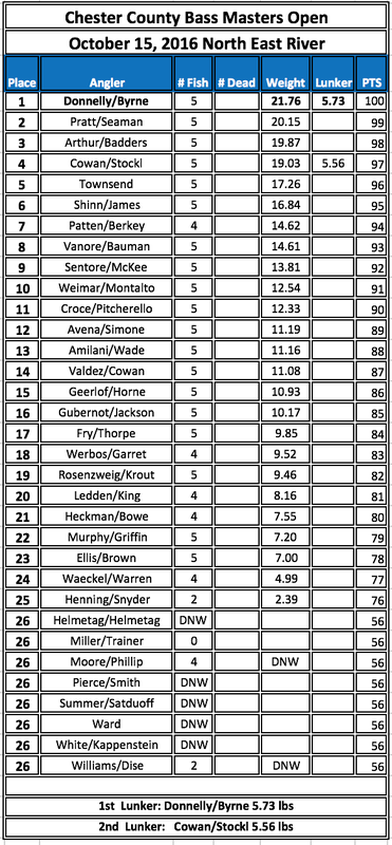 Chester County Bass Masters Open
October 15, 2016 North East River
Place Angler # Fish # Dead Weight Lunker PTS
1 Donnelly/Byrne 5 21.76 5.73 100
2 Pratt/Seaman 5 20.15 99
3 Arthur/Badders 5 19.87 98
4 Cowan/Stockl 5 19.03 5.56 97
5 Townsend 5 17.26 96
6 Shinn/James 5 16.84 95
7 Patten/Berkey 4 14.62 94
8 Vanore/Bauman 5 14.61 93
9 Sentore/McKee 5 13.81 92
10 Weimar/Montalto 5 12.54 91
11 Croce/Pitcherello 5 12.33 90
12 Avena/Simone 5 11.19 89
13 Amilani/Wade 5 11.16 88
14 Valdez/Cowan 5 11.08 87
15 Geerlof/Horne 5 10.93 86
16 Gubernot/Jackson 5 10.17 85
17 Fry/Thorpe 5 9.85 84
18 Werbos/Garret 4 9.52 83
19 Rosenzweig/Krout 5 9.46 82
20 Ledden/King 4 8.16 81
21 Heckman/Bowe 4 7.55 80
22 Murphy/Griffin 5 7.20 79
23 Ellis/Brown 5 7.00 78
24 Waeckel/Warren 4 4.99 77
25 Henning/Snyder 2 2.39 76
26 Helmetag/Helmetag DNW 56
26 Miller/Trainer 0 56
26 Moore/Phillip 4 DNW 56
26 Pierce/Smith DNW 56
26 Summer/Satduoff DNW 56
26 Ward DNW 56
26 White/Kappenstein DNW 56
26 Williams/Dise 2 DNW 56
1st Lunker: Donnelly/Byrne 5.73 lbs
2nd Lunker: Cowan/Stockl 5.56 lbs